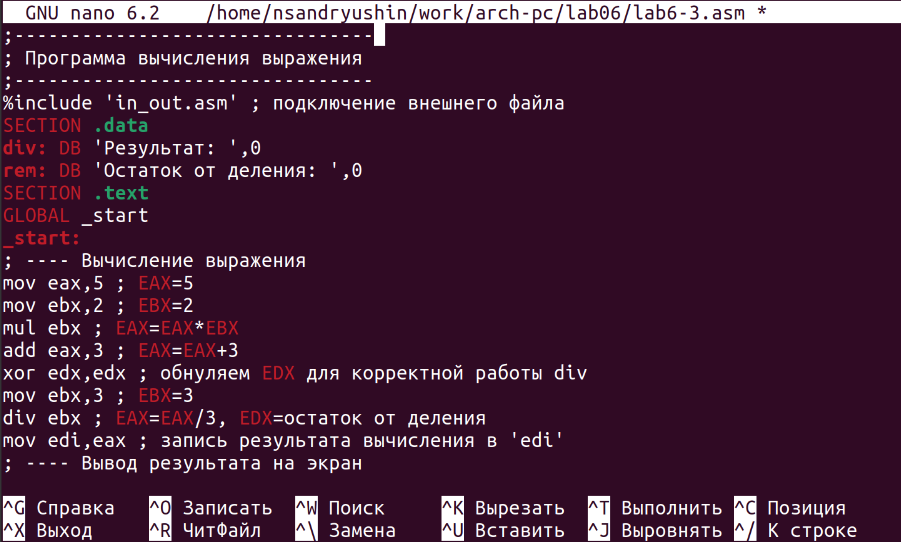 GNU nano 6.2 /home/nsandryushin/work/arch-pc/lab06/lab6-3.asm *
;--------------------------------
; Программа вычисления выражения
;--------------------------------
%include 'in_out.asm' ; подключение внешнего файла
SECTION .data
div: DB 'Результат: ',0
rem: DB 'Остаток от деления: ',0
SECTION .text
GLOBAL _start
_start:
; ---- Вычисление выражения
mov eax,5 ; EAX=5
mov ebx,2 ; EBX=2
mul ebx ; EAX=EAX*EBX
add eax,3 ; EAX=EAX+3
xor edx,edx ; обнуляем EDX для корректной работы div
mov ebx,3 ; EBX=3
div ebx ; EAX=EAX/3, EDX=остаток от деления
mov edi,eax ; запись результата вычисления в 'edi'
; ---- Вывод результата на экран
^G Справка ^O Записать ^W Поиск ^K Вырезать ^T Выполнить ^C Позиция
^X Выход ^R ЧитФайл ^\ Замена ^U Вставить ^J Выровнять ^/ К строке